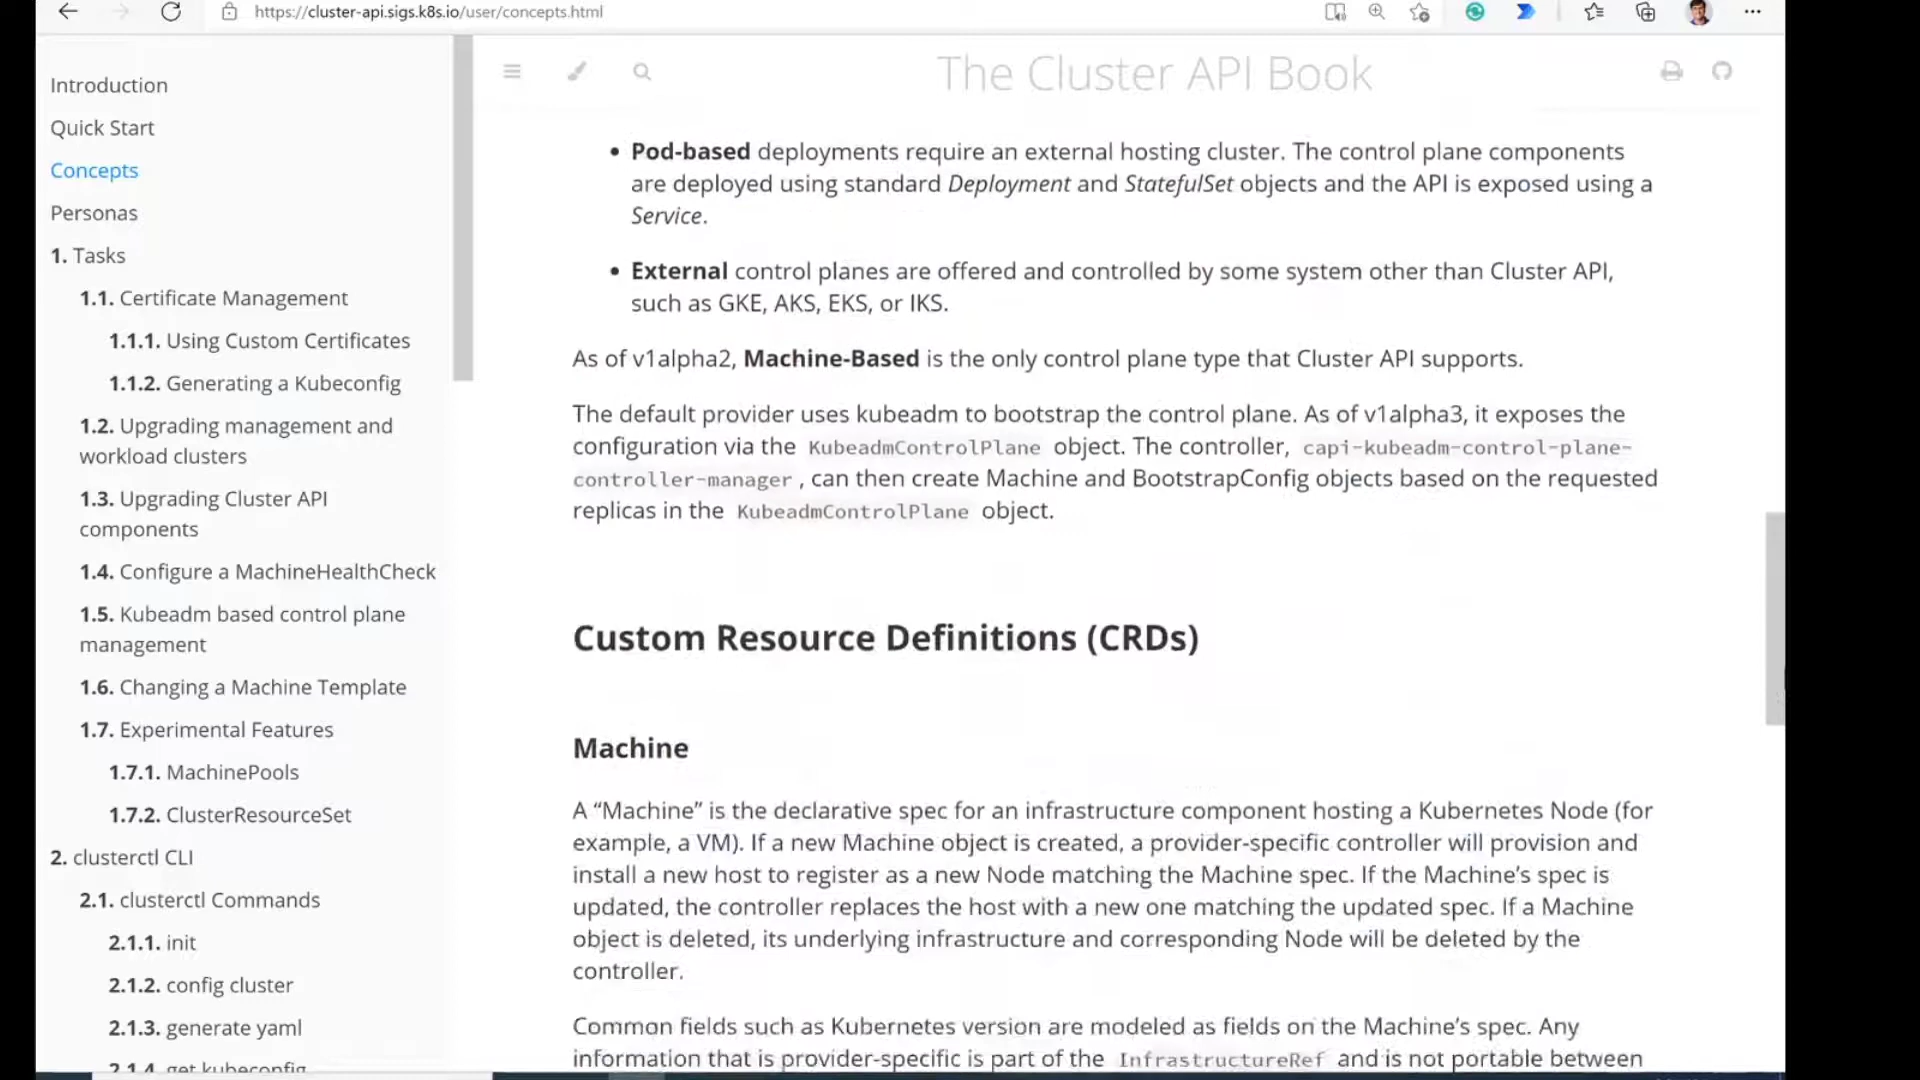 https://cluster-api.sigs.k8s.io/user/concepts.html
Introduction
Quick Start
Concepts
Personas
1. Tasks
1.1. Certificate Management
1.1.1. Using Custom Certificates
1.1.2. Generating a Kubeconfig
1.2. Upgrading management and
workload clusters
1.3. Upgrading Cluster API
components
1.4. Configure a MachineHealthCheck
1.5. Kubeadm based control plane
management
1.6. Changing a Machine Template
1.7. Experimental Features
1.7.1. MachinePools
1.7.2. ClusterResourceSet
2. clusterctl CLI
2.1. clusterctl Commands
2.1.1. init
2.1.2. config cluster
2.1.3. generate yaml
2.1.4. get kubeconfig
The Cluster API Book
• Pod-based deployments require an external hosting cluster. The control plane components
are deployed using standard Deployment and StatefulSet objects and the API is exposed using a
Service.
• External control planes are offered and controlled by some system other than Cluster API,
such as GKE, AKS, EKS, or IKS.
As of v1alpha2, Machine-Based is the only control plane type that Cluster API supports.
The default provider uses kubeadm to bootstrap the control plane. As of v1alpha3, it exposes the
configuration via the KubeadmControlPlane object. The controller, capi-kubeadm-control-plane-
controller-manager , can then create Machine and BootstrapConfig objects based on the requested
replicas in the KubeadmControlPlane object.
Custom Resource Definitions (CRDs)
Machine
A “Machine” is the declarative spec for an infrastructure component hosting a Kubernetes Node (for
example, a VM). If a new Machine object is created, a provider-specific controller will provision and
install a new host to register as a new Node matching the Machine spec. If the Machine’s spec is
updated, the controller replaces the host with a new one matching the updated spec. If a Machine
object is deleted, its underlying infrastructure and corresponding Node will be deleted by the
controller.
Common fields such as Kubernetes version are modeled as fields on the Machine’s spec. Any
information that is provider-specific is part of the InfrastructureRef and is not portable between